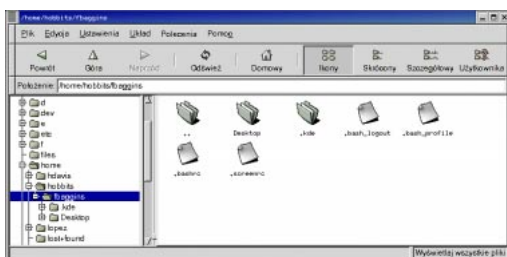 /home/hobbits/fbaggins
Plik Edycja Ustawienia Układ Polecenia Pomoc
Powrót Góra Naprzód Odśwież Domowy Ikony Skrócony Szczegółowy Użytkownika
Położenie: /home/hobbits/fbaggins
d
dev
e
etc
f
files
home
hdavis
hobbits
fbaggins
.kde
Desktop
lopez
lost+found
.. Desktop .kde .bash_logout .bash_profile
.bashrc .screenrc
Wyświetlaj wszystkie pliki